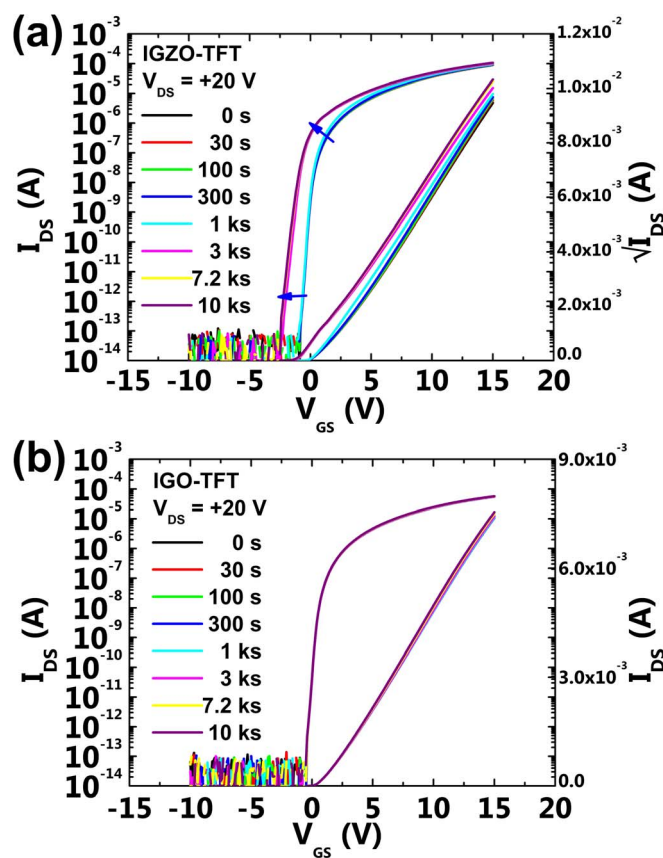 (a)
IGZO-TFT
V_DS = +20 V
0 s
30 s
100 s
300 s
1 ks
3 ks
7.2 ks
10 ks
10^-3
10^-4
10^-5
10^-6
10^-7
10^-8
10^-9
10^-10
10^-11
10^-12
10^-13
10^-14
I_DS (A)
1.2x10^-2
1.0x10^-2
8.0x10^-3
6.0x10^-3
4.0x10^-3
2.0x10^-3
0.0
√I_DS (A)
-15 -10 -5 0 5 10 15 20
V_GS (V)
(b)
IGO-TFT
V_DS = +20 V
0 s
30 s
100 s
300 s
1 ks
3 ks
7.2 ks
10 ks
10^-3
10^-4
10^-5
10^-6
10^-7
10^-8
10^-9
10^-10
10^-11
10^-12
10^-13
10^-14
I_DS (A)
9.0x10^-3
6.0x10^-3
3.0x10^-3
0.0
I_DS (A)
-15 -10 -5 0 5 10 15 20
V_GS (V)